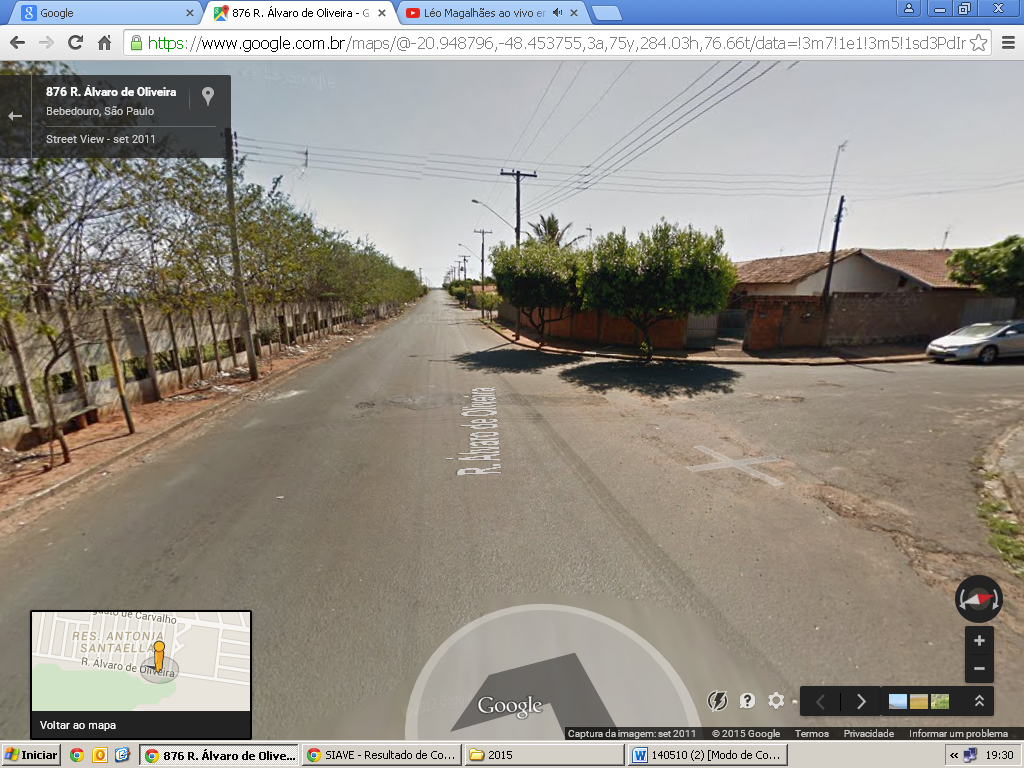 Google
876 R. Álvaro de Oliveira - G
Léo Magalhães ao vivo en
https://www.google.com.br/maps/@-20.948796,-48.453755,3a,75y,284.03h,76.66t/data=!3m7!1e1!3m5!1sd3PdIr
876 R. Álvaro de Oliveira
Bebedouro, São Paulo
Street View - set 2011
R. Álvaro de Oliveira
gusto de Carvalho
RES. ANTONIA
SANTAELLA
R. Álvaro de Oliveira
Voltar ao mapa
Google
Captura da imagem: set 2011
© 2015 Google
Termos
Privacidade
Informar um problema
Iniciar
876 R. Álvaro de Olive...
SIAVE - Resultado de Co...
2015
140510 (2) [Modo de Co...
19:30